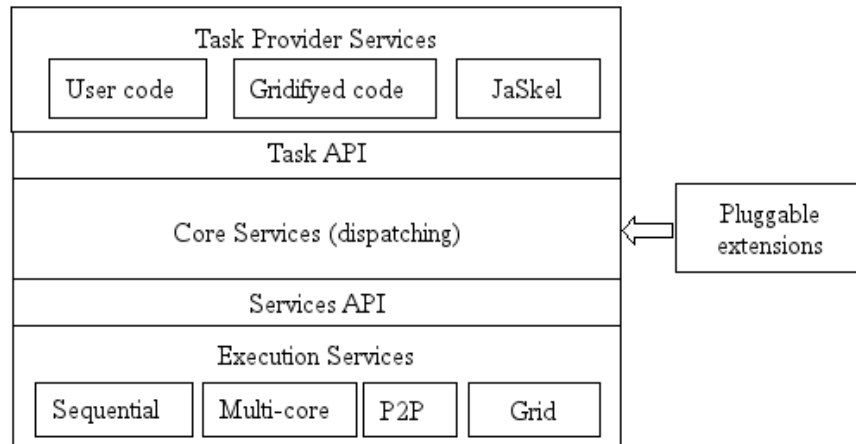 Task Provider Services
User code
Gridifyed code
JaSkel
Task API
Core Services (dispatching)
Pluggable
extensions
Services API
Execution Services
Sequential
Multi-core
P2P
Grid